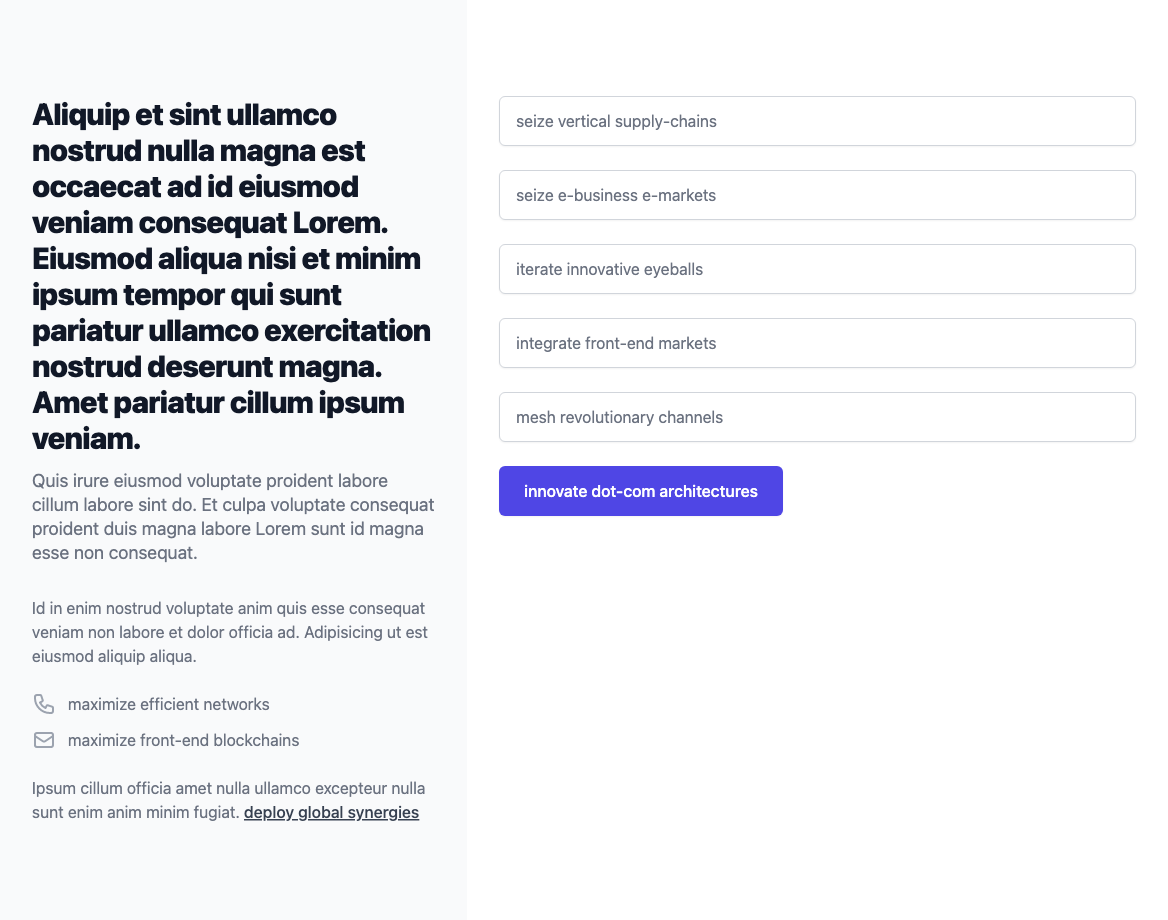 Aliquip et sint ullamco
nostrud nulla magna est
occaecat ad id eiusmod
veniam consequat Lorem.
Eiusmod aliqua nisi et minim
ipsum tempor qui sunt
pariatur ullamco exercitation
nostrud deserunt magna.
Amet pariatur cillum ipsum
veniam.
Quis irure eiusmod voluptate proident labore
cillum labore sint do. Et culpa voluptate consequat
proident duis magna labore Lorem sunt id magna
esse non consequat.
Id in enim nostrud voluptate anim quis esse consequat
veniam non labore et dolor officia ad. Adipisicing ut est
eiusmod aliquip aliqua.
maximize efficient networks
maximize front-end blockchains
Ipsum cillum officia amet nulla ullamco excepteur nulla
sunt enim anim minim fugiat. deploy global synergies
seize vertical supply-chains
seize e-business e-markets
iterate innovative eyeballs
integrate front-end markets
mesh revolutionary channels
innovate dot-com architectures